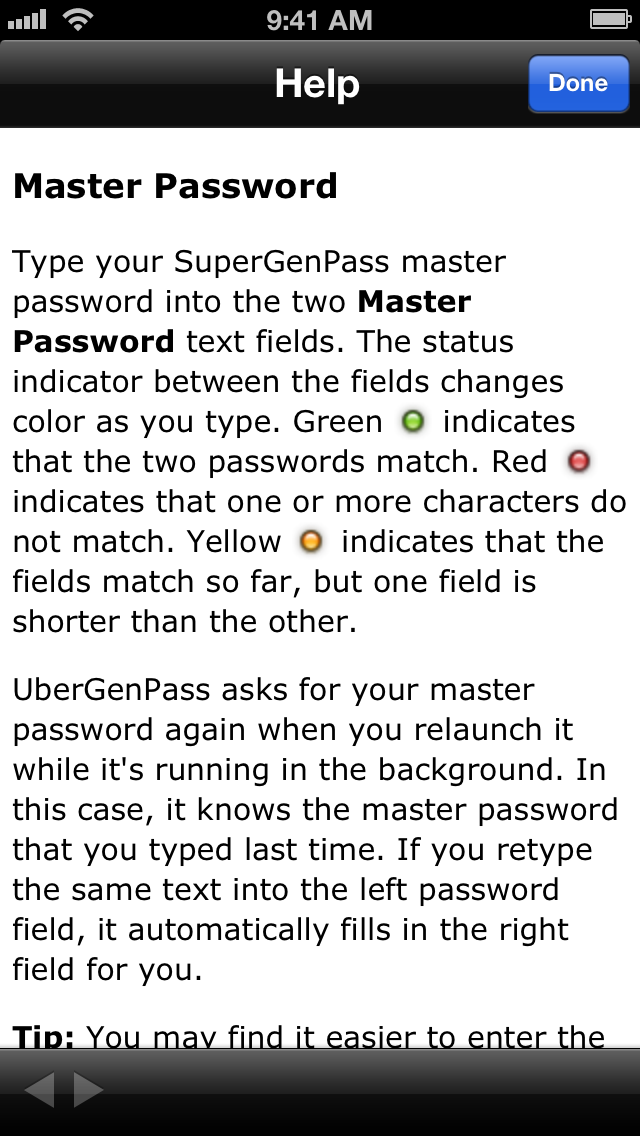 9:41 AM
Help
Done
Master Password
Type your SuperGenPass master
password into the two Master
Password text fields. The status
indicator between the fields changes
color as you type. Green indicates
that the two passwords match. Red
indicates that one or more characters do
not match. Yellow indicates that the
fields match so far, but one field is
shorter than the other.
UberGenPass asks for your master
password again when you relaunch it
while it's running in the background. In
this case, it knows the master password
that you typed last time. If you retype
the same text into the left password
field, it automatically fills in the right
field for you.
Tip: You may find it easier to enter the